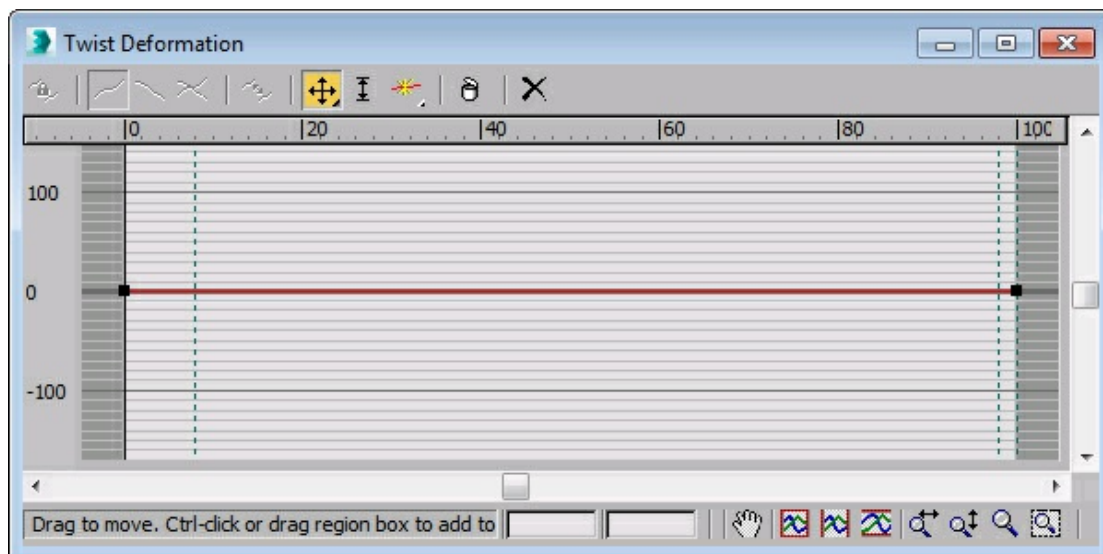 Twist Deformation
0 20 40 60 80 100
100
0
-100
Drag to move. Ctrl-click or drag region box to add to